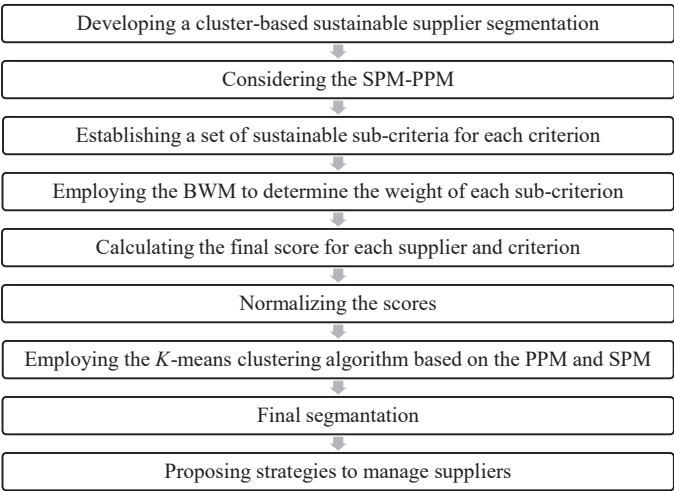 Developing a cluster-based sustainable supplier segmentation
Considering the SPM-PPM
Establishing a set of sustainable sub-criteria for each criterion
Employing the BWM to determine the weight of each sub-criterion
Calculating the final score for each supplier and criterion
Normalizing the scores
Employing the K-means clustering algorithm based on the PPM and SPM
Final segmantation
Proposing strategies to manage suppliers